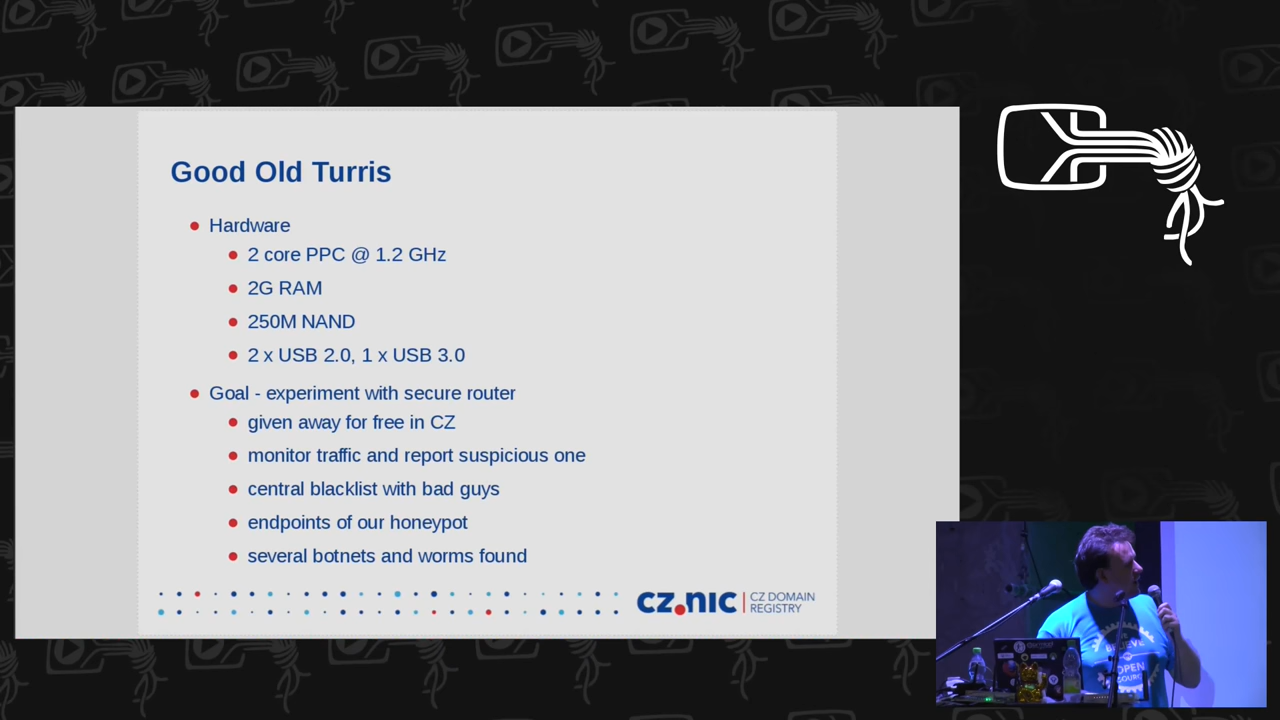 Good Old Turris
Hardware
2 core PPC @ 1.2 GHz
2G RAM
250M NAND
2 x USB 2.0, 1 x USB 3.0
Goal - experiment with secure router
given away for free in CZ
monitor traffic and report suspicious one
central blacklist with bad guys
endpoints of our honeypot
several botnets and worms found
CZ.NIC
CZ DOMAIN
REGISTRY
OPEN